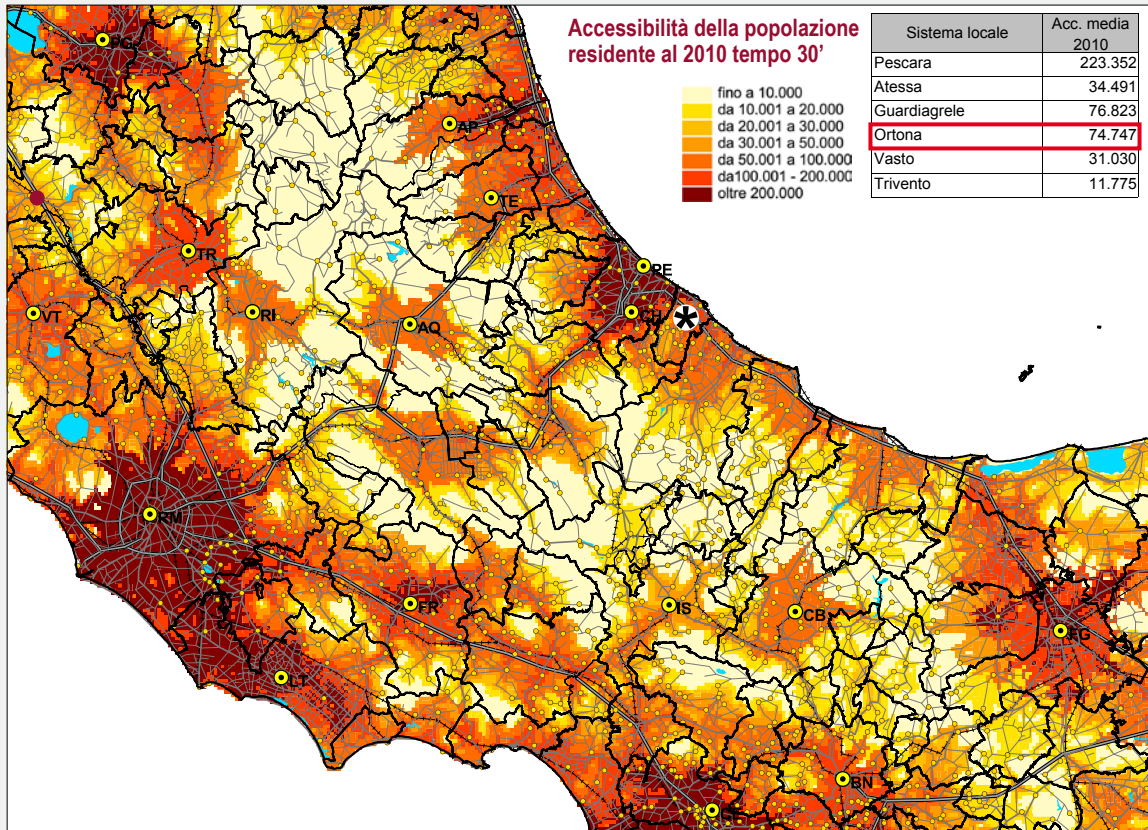 Accessibilità della popolazione
residente al 2010 tempo 30’
fino a 10.000
da 10.001 a 20.000
da 20.001 a 30.000
da 30.001 a 50.000
da 50.001 a 100.000
da100.001 - 200.000
oltre 200.000
Sistema locale Acc. media 2010
Pescara 223.352
Atessa 34.491
Guardiagrele 76.823
Ortona 74.747
Vasto 31.030
Trivento 11.775
PG
AP
TE
TR
PE
VT
RI
AQ
CH
*
RM
FR
IS
CB
FG
LT
BN
CE